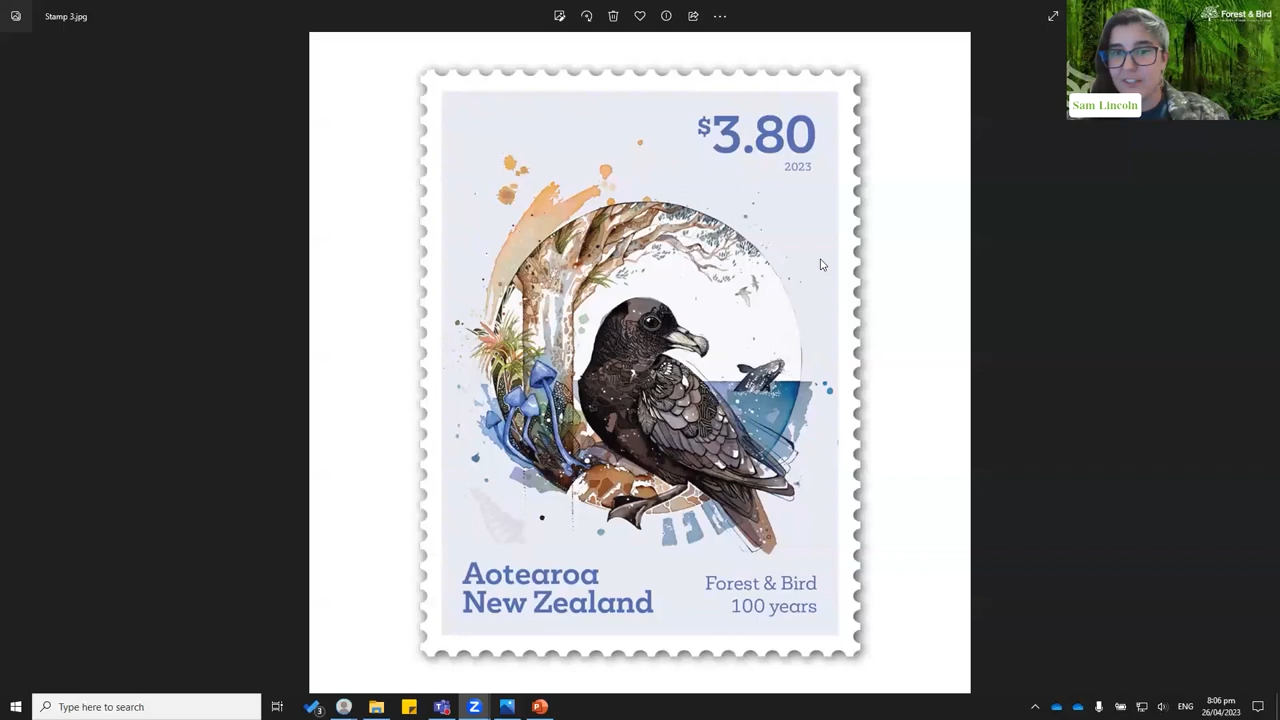 Stamp 3.jpg
Forest & Bird
Sam Lincoln
$3.80
2023
Aotearoa
New Zealand
Forest & Bird
100 years
Type here to search
3
ENG
8:06 pm
26/04/2023